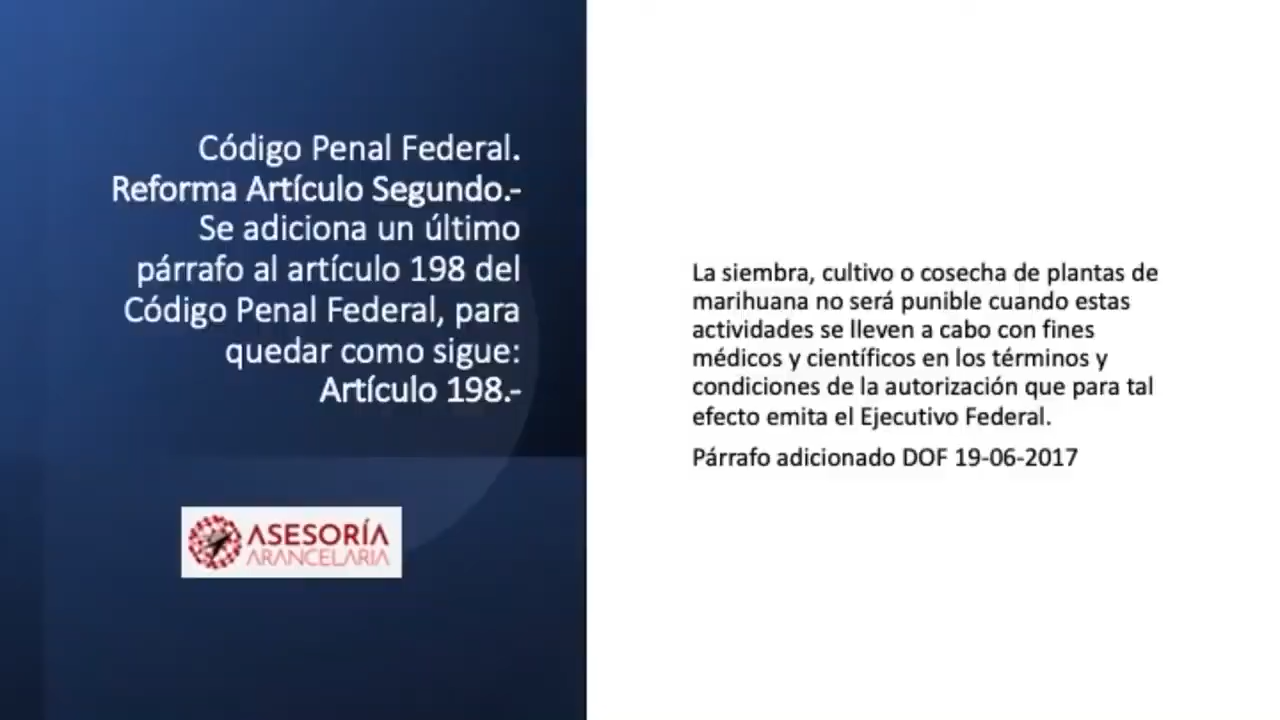 Código Penal Federal.
Reforma Artículo Segundo.-
Se adiciona un último
párrafo al artículo 198 del
Código Penal Federal, para
quedar como sigue:
Artículo 198.-
ASESORÍA
ARANCELARIA
La siembra, cultivo o cosecha de plantas de
marihuana no será punible cuando estas
actividades se lleven a cabo con fines
médicos y científicos en los términos y
condiciones de la autorización que para tal
efecto emita el Ejecutivo Federal.
Párrafo adicionado DOF 19-06-2017